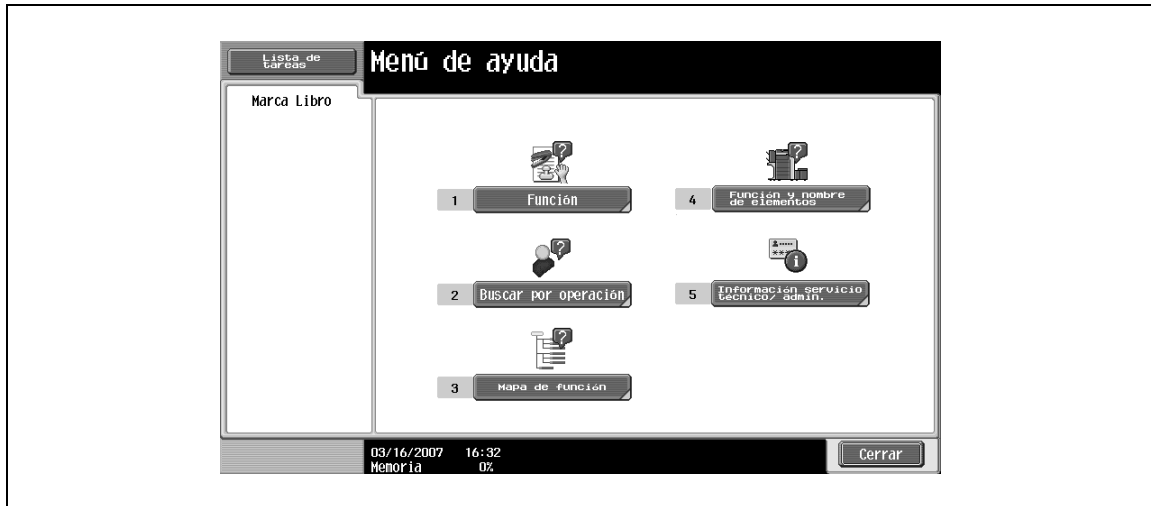 Lista de
tareas
Menú de ayuda
Marca Libro
1 Función
2 Buscar por operación
3 Mapa de función
4 Función y nombre
de elementos
5 Información servicio
técnico/ admin.
03/16/2007 16:32
Memoria 0%
Cerrar